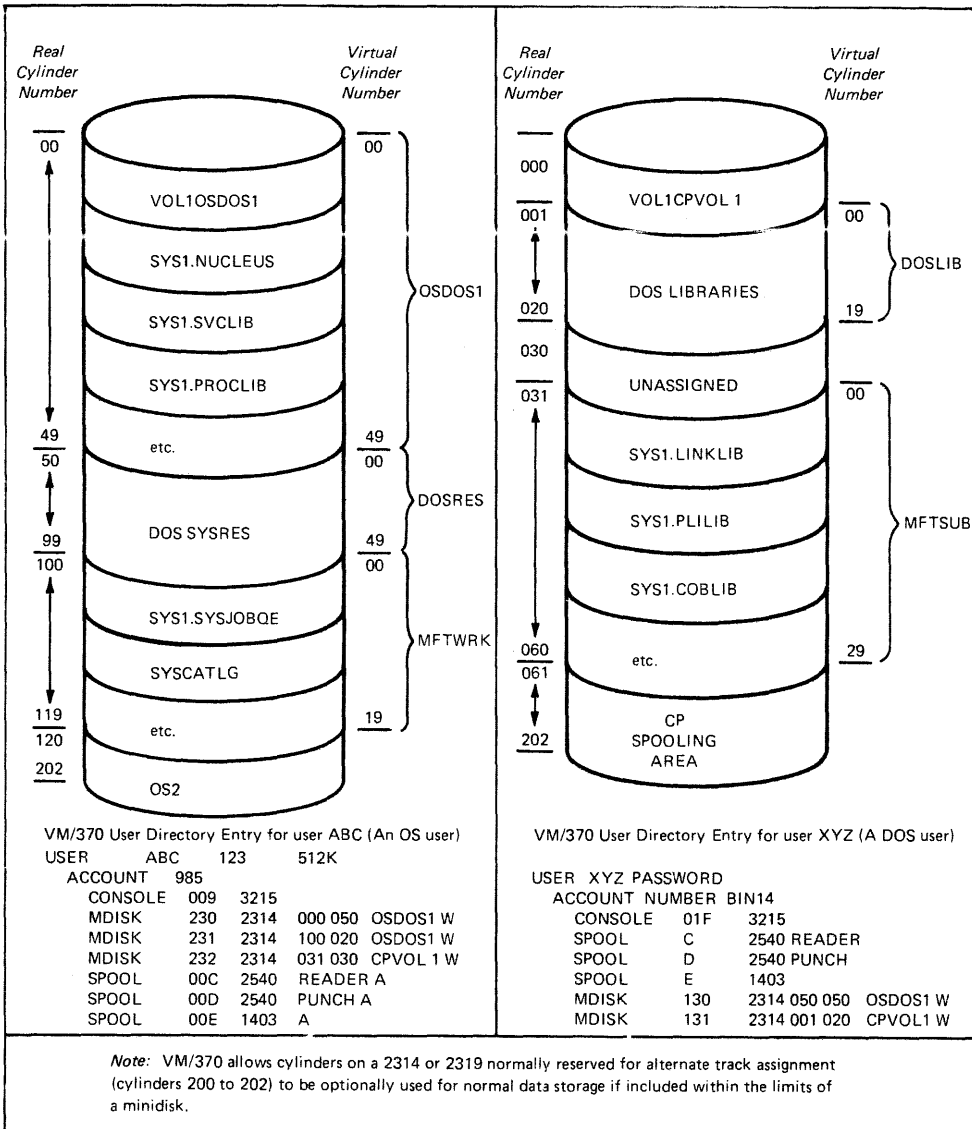 Real
Cylinder
Number
Virtual
Cylinder
Number
00
00
VOL1OSDOS1
SYS1.NUCLEUS
SYS1.SVCLIB
OSDOS1
SYS1.PROCLIB
49
etc.
49
50
00
DOSRES
DOS SYSRES
99
49
100
00
SYS1.SYSJOBQE
MFTWRK
SYSCATLG
119
etc.
19
120
202
OS2
VM/370 User Directory Entry for user ABC (An OS user)
USER ABC 123 512K
ACCOUNT 985
CONSOLE 009 3215
MDISK 230 2314 000 050 OSDOS1 W
MDISK 231 2314 100 020 OSDOS1 W
MDISK 232 2314 031 030 CPVOL 1 W
SPOOL 00C 2540 READER A
SPOOL 00D 2540 PUNCH A
SPOOL 00E 1403 A
Real
Cylinder
Number
Virtual
Cylinder
Number
000
VOL1CPVOL 1
001
00
DOSLIB
DOS LIBRARIES
020
19
030
UNASSIGNED
031
00
SYS1.LINKLIB
SYS1.PLILIB
MFTSUB
SYS1.COBLIB
060
etc.
29
061
CP
SPOOLING
AREA
202
VM/370 User Directory Entry for user XYZ (A DOS user)
USER XYZ PASSWORD
ACCOUNT NUMBER BIN14
CONSOLE 01F 3215
SPOOL C 2540 READER
SPOOL D 2540 PUNCH
SPOOL E 1403
MDISK 130 2314 050 050 OSDOS1 W
MDISK 131 2314 001 020 CPVOL1 W
Note: VM/370 allows cylinders on a 2314 or 2319 normally reserved for alternate track assignment
(cylinders 200 to 202) to be optionally used for normal data storage if included within the limits of
a minidisk.